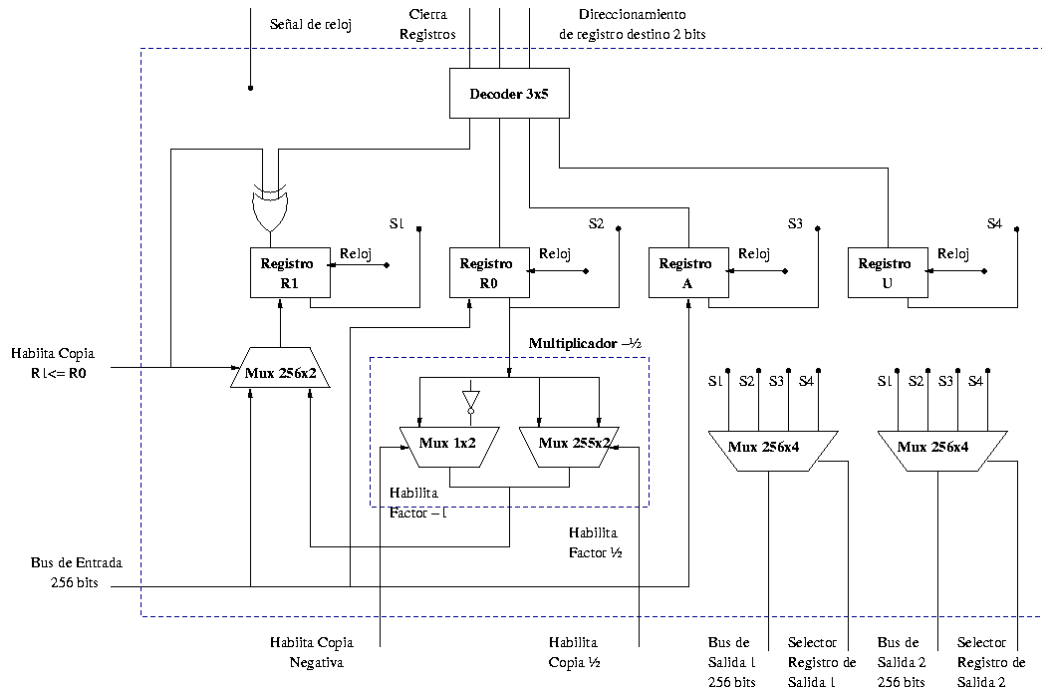 Señal de reloj
Cierra
Registros
Direccionamiento
de registro destino 2 bits
Decoder 3x5
S1
S2
S3
S4
Registro
R1
Reloj
Registro
R0
Reloj
Registro
A
Reloj
Registro
U
Reloj
Habiita Copia
R1<= R0
Mux 256x2
Multiplicador –½
Mux 1x2
Mux 255x2
Habilita
Factor –1
Habilita
Factor ½
S1
S2
S3
S4
Mux 256x4
S1
S2
S3
S4
Mux 256x4
Bus de Entrada
256 bits
Habiita Copia
Negativa
Habilita
Copia ½
Bus de
Salida 1
256 bits
Selector
Registro de
Salida 1
Bus de
Salida 2
256 bits
Selector
Registro de
Salida 2